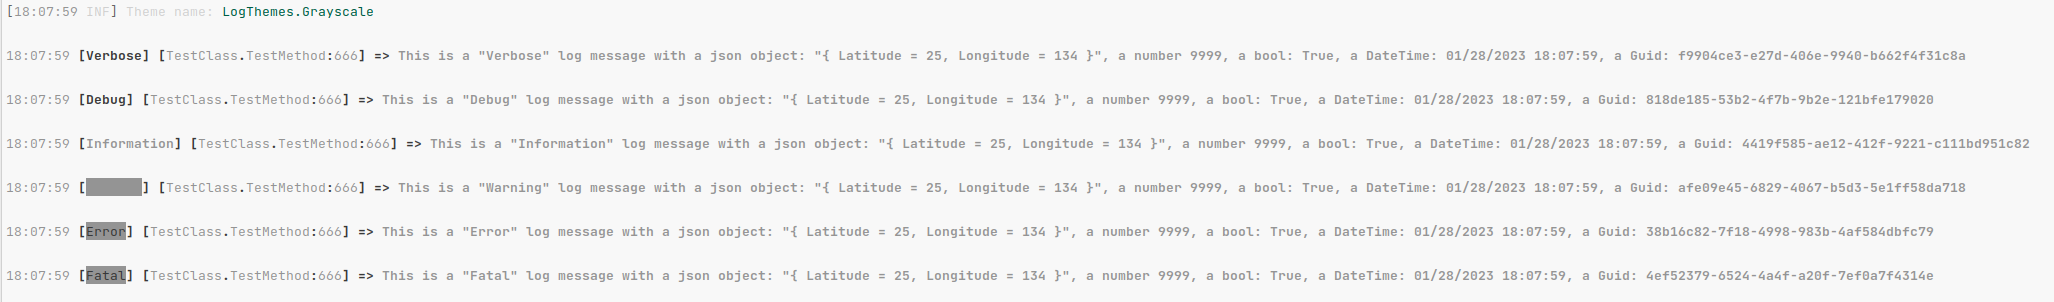 [18:07:59 INF] Theme name: LogThemes.Grayscale
18:07:59 [Verbose] [TestClass.TestMethod:666] => This is a "Verbose" log message with a json object: "{ Latitude = 25, Longitude = 134 }", a number 9999, a bool: True, a DateTime: 01/28/2023 18:07:59, a Guid: f9904ce3-e27d-406e-9940-b662f4f31c8a
18:07:59 [Debug] [TestClass.TestMethod:666] => This is a "Debug" log message with a json object: "{ Latitude = 25, Longitude = 134 }", a number 9999, a bool: True, a DateTime: 01/28/2023 18:07:59, a Guid: 818de185-53b2-4f7b-9b2e-121bfe179020
18:07:59 [Information] [TestClass.TestMethod:666] => This is a "Information" log message with a json object: "{ Latitude = 25, Longitude = 134 }", a number 9999, a bool: True, a DateTime: 01/28/2023 18:07:59, a Guid: 4419f585-ae12-412f-9221-c111bd951c82
18:07:59 [ ] [TestClass.TestMethod:666] => This is a "Warning" log message with a json object: "{ Latitude = 25, Longitude = 134 }", a number 9999, a bool: True, a DateTime: 01/28/2023 18:07:59, a Guid: afe09e45-6829-4067-b5d3-5e1ff58da718
18:07:59 [Error] [TestClass.TestMethod:666] => This is a "Error" log message with a json object: "{ Latitude = 25, Longitude = 134 }", a number 9999, a bool: True, a DateTime: 01/28/2023 18:07:59, a Guid: 38b16c82-7f18-4998-983b-4af584dbfc79
18:07:59 [Fatal] [TestClass.TestMethod:666] => This is a "Fatal" log message with a json object: "{ Latitude = 25, Longitude = 134 }", a number 9999, a bool: True, a DateTime: 01/28/2023 18:07:59, a Guid: 4ef52379-6524-4a4f-a20f-7ef0a7f4314e